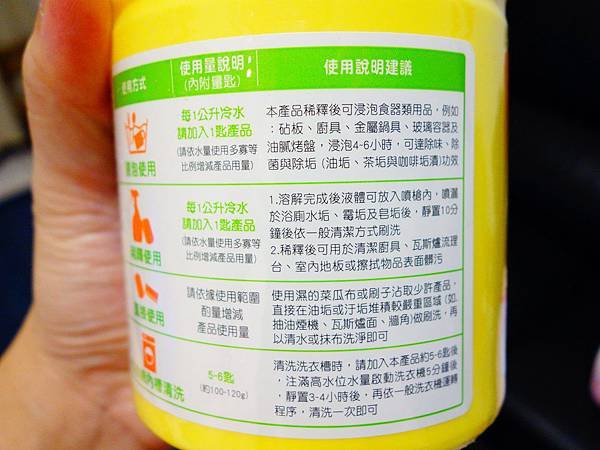 使用方式
使用量說明
(內附量匙)
使用說明建議
浸泡使用
每1公升冷水
請加入1匙產品
(請依水量使用多寡等
比例增減產品用量)
本產品稀釋後可浸泡食器類用品，例如
：砧板、廚具、金屬鍋具、玻璃容器及
油膩烤盤，浸泡4-6小時，可達除味、除
菌與除垢 (油垢、茶垢與咖啡垢漬)功效
使用
每1公升冷水
請加入1匙產品
(請依水量使用多寡等
比例增減產品用量)
1.溶解完成後液體可放入噴槍內，噴灑
於浴廁水垢、霉垢及皂垢後，靜置10分
鐘後依一般清潔方式刷洗
2.稀釋後可用於清潔廚具、瓦斯爐流理
台、室內地板或擦拭物品表面髒污
使用
請依據使用範圍
酌量增減
產品使用量
使用濕的菜瓜布或刷子沾取少許產品，
直接在油垢或汙垢堆積較嚴重區域 (如.
抽油煙機、瓦斯爐面、牆角)做刷洗，再
以清水或抹布洗淨即可
內槽清洗
5-6匙
(約100-120g)
清洗洗衣槽時，請加入本產品約5-6匙後
，注滿高水位水量啟動洗衣機5分鐘後
，靜置3-4小時後，再依一般洗衣機運轉
程序，清洗一次即可